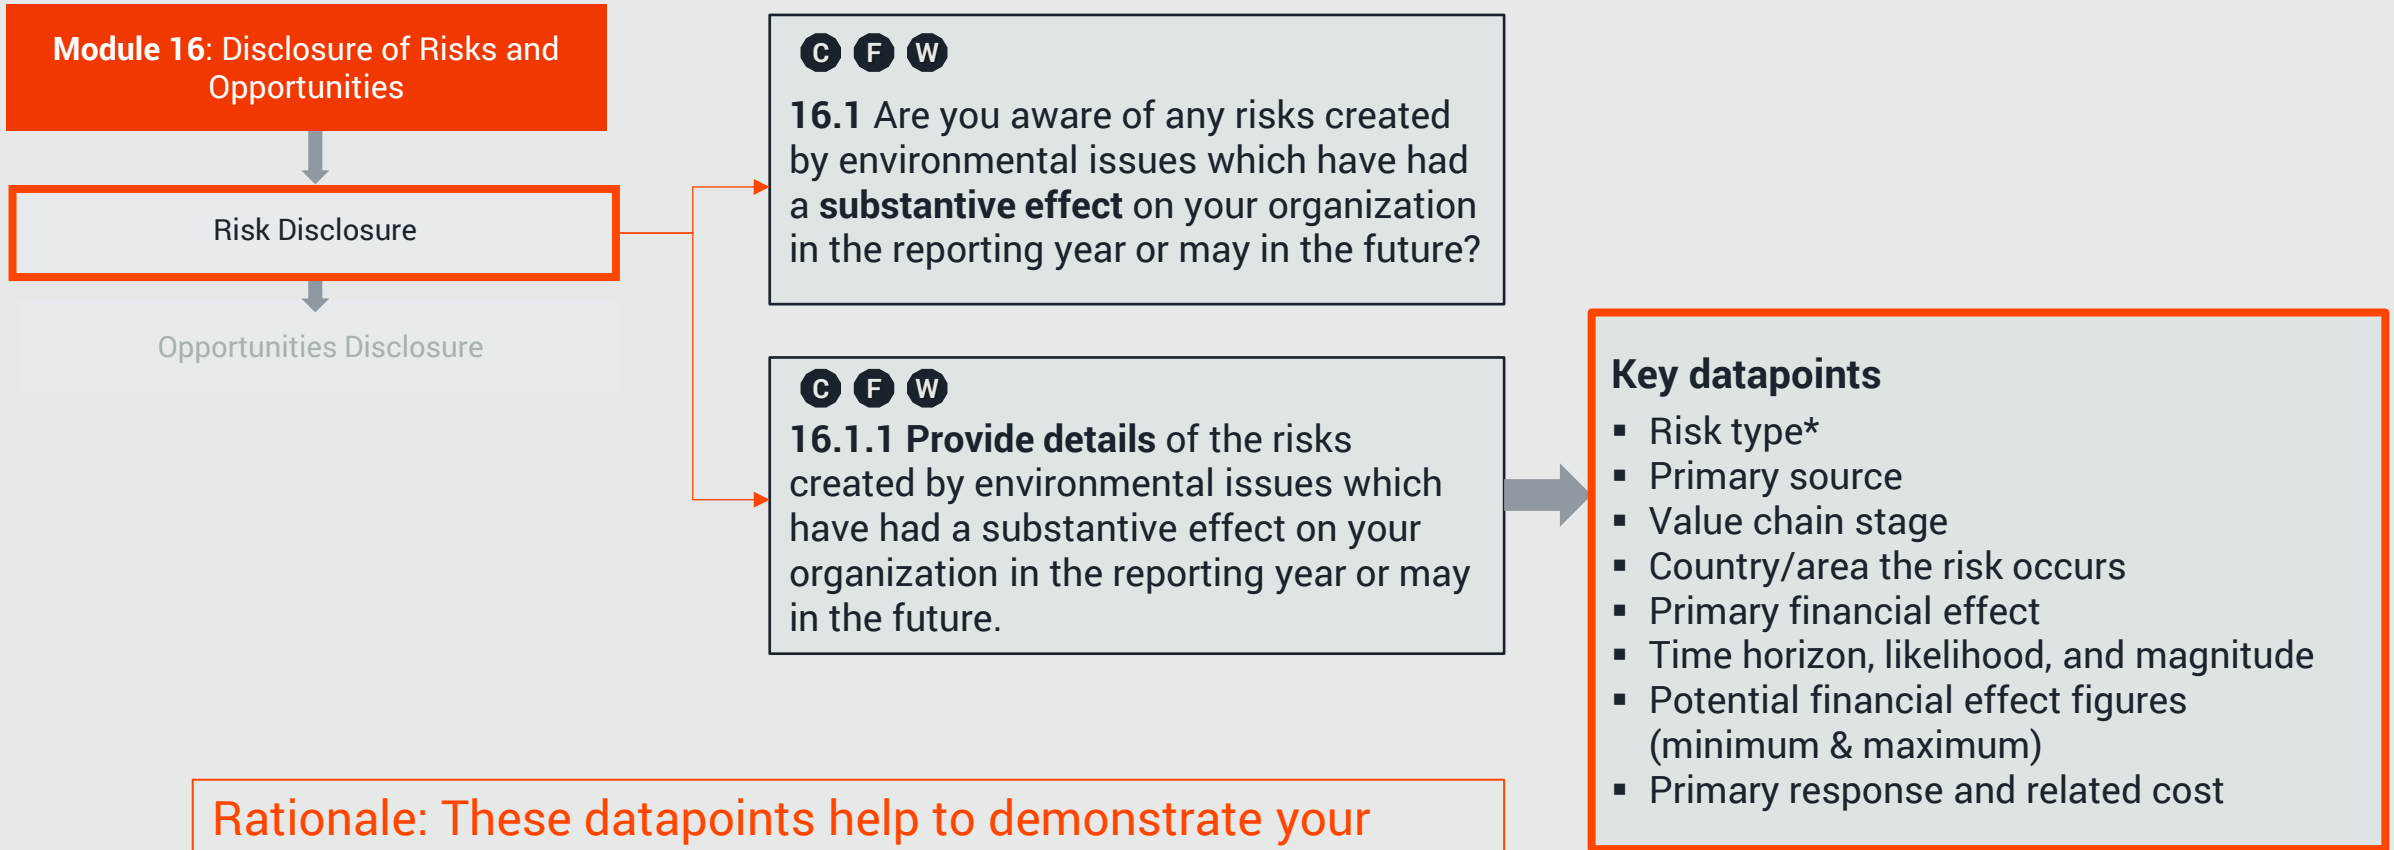 Module 16: Disclosure of Risks and
Opportunities
Risk Disclosure
Opportunities Disclosure
C F W
16.1 Are you aware of any risks created
by environmental issues which have had
a substantive effect on your organization
in the reporting year or may in the future?
C F W
16.1.1 Provide details of the risks
created by environmental issues which
have had a substantive effect on your
organization in the reporting year or may
in the future.
Key datapoints
▪ Risk type*
▪ Primary source
▪ Value chain stage
▪ Country/area the risk occurs
▪ Primary financial effect
▪ Time horizon, likelihood, and magnitude
▪ Potential financial effect figures
(minimum & maximum)
▪ Primary response and related cost
Rationale: These datapoints help to demonstrate your